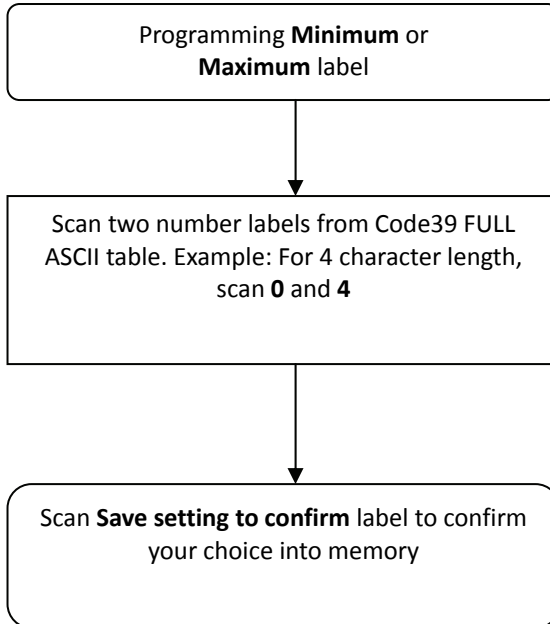 Programming Minimum or
Maximum label
Scan two number labels from Code39 FULL
ASCII table. Example: For 4 character length,
scan 0 and 4
Scan Save setting to confirm label to confirm
your choice into memory